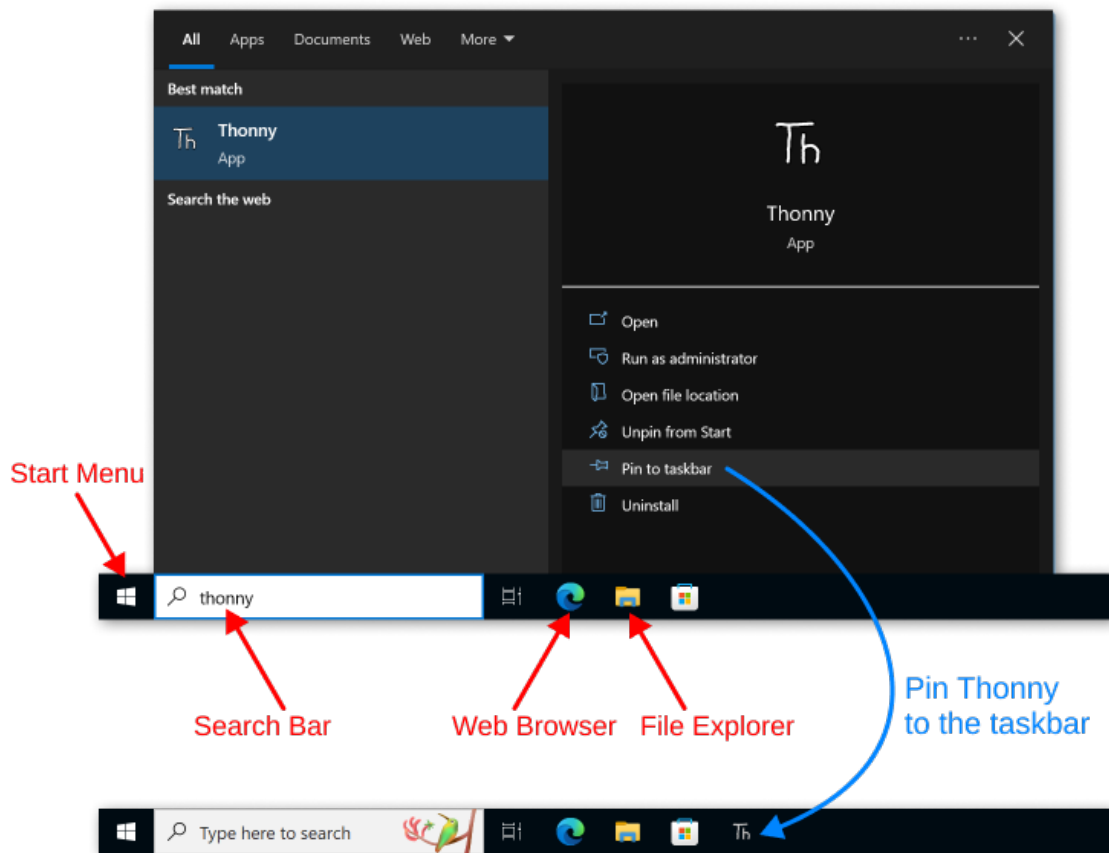 All Apps Documents Web More
Best match
Th Thonny
App
Search the web
Th
Thonny
App
Open
Run as administrator
Open file location
Unpin from Start
Pin to taskbar
Uninstall
Start Menu
thonny
Search Bar
Web Browser
File Explorer
Pin Thonny
to the taskbar
Type here to search
Th